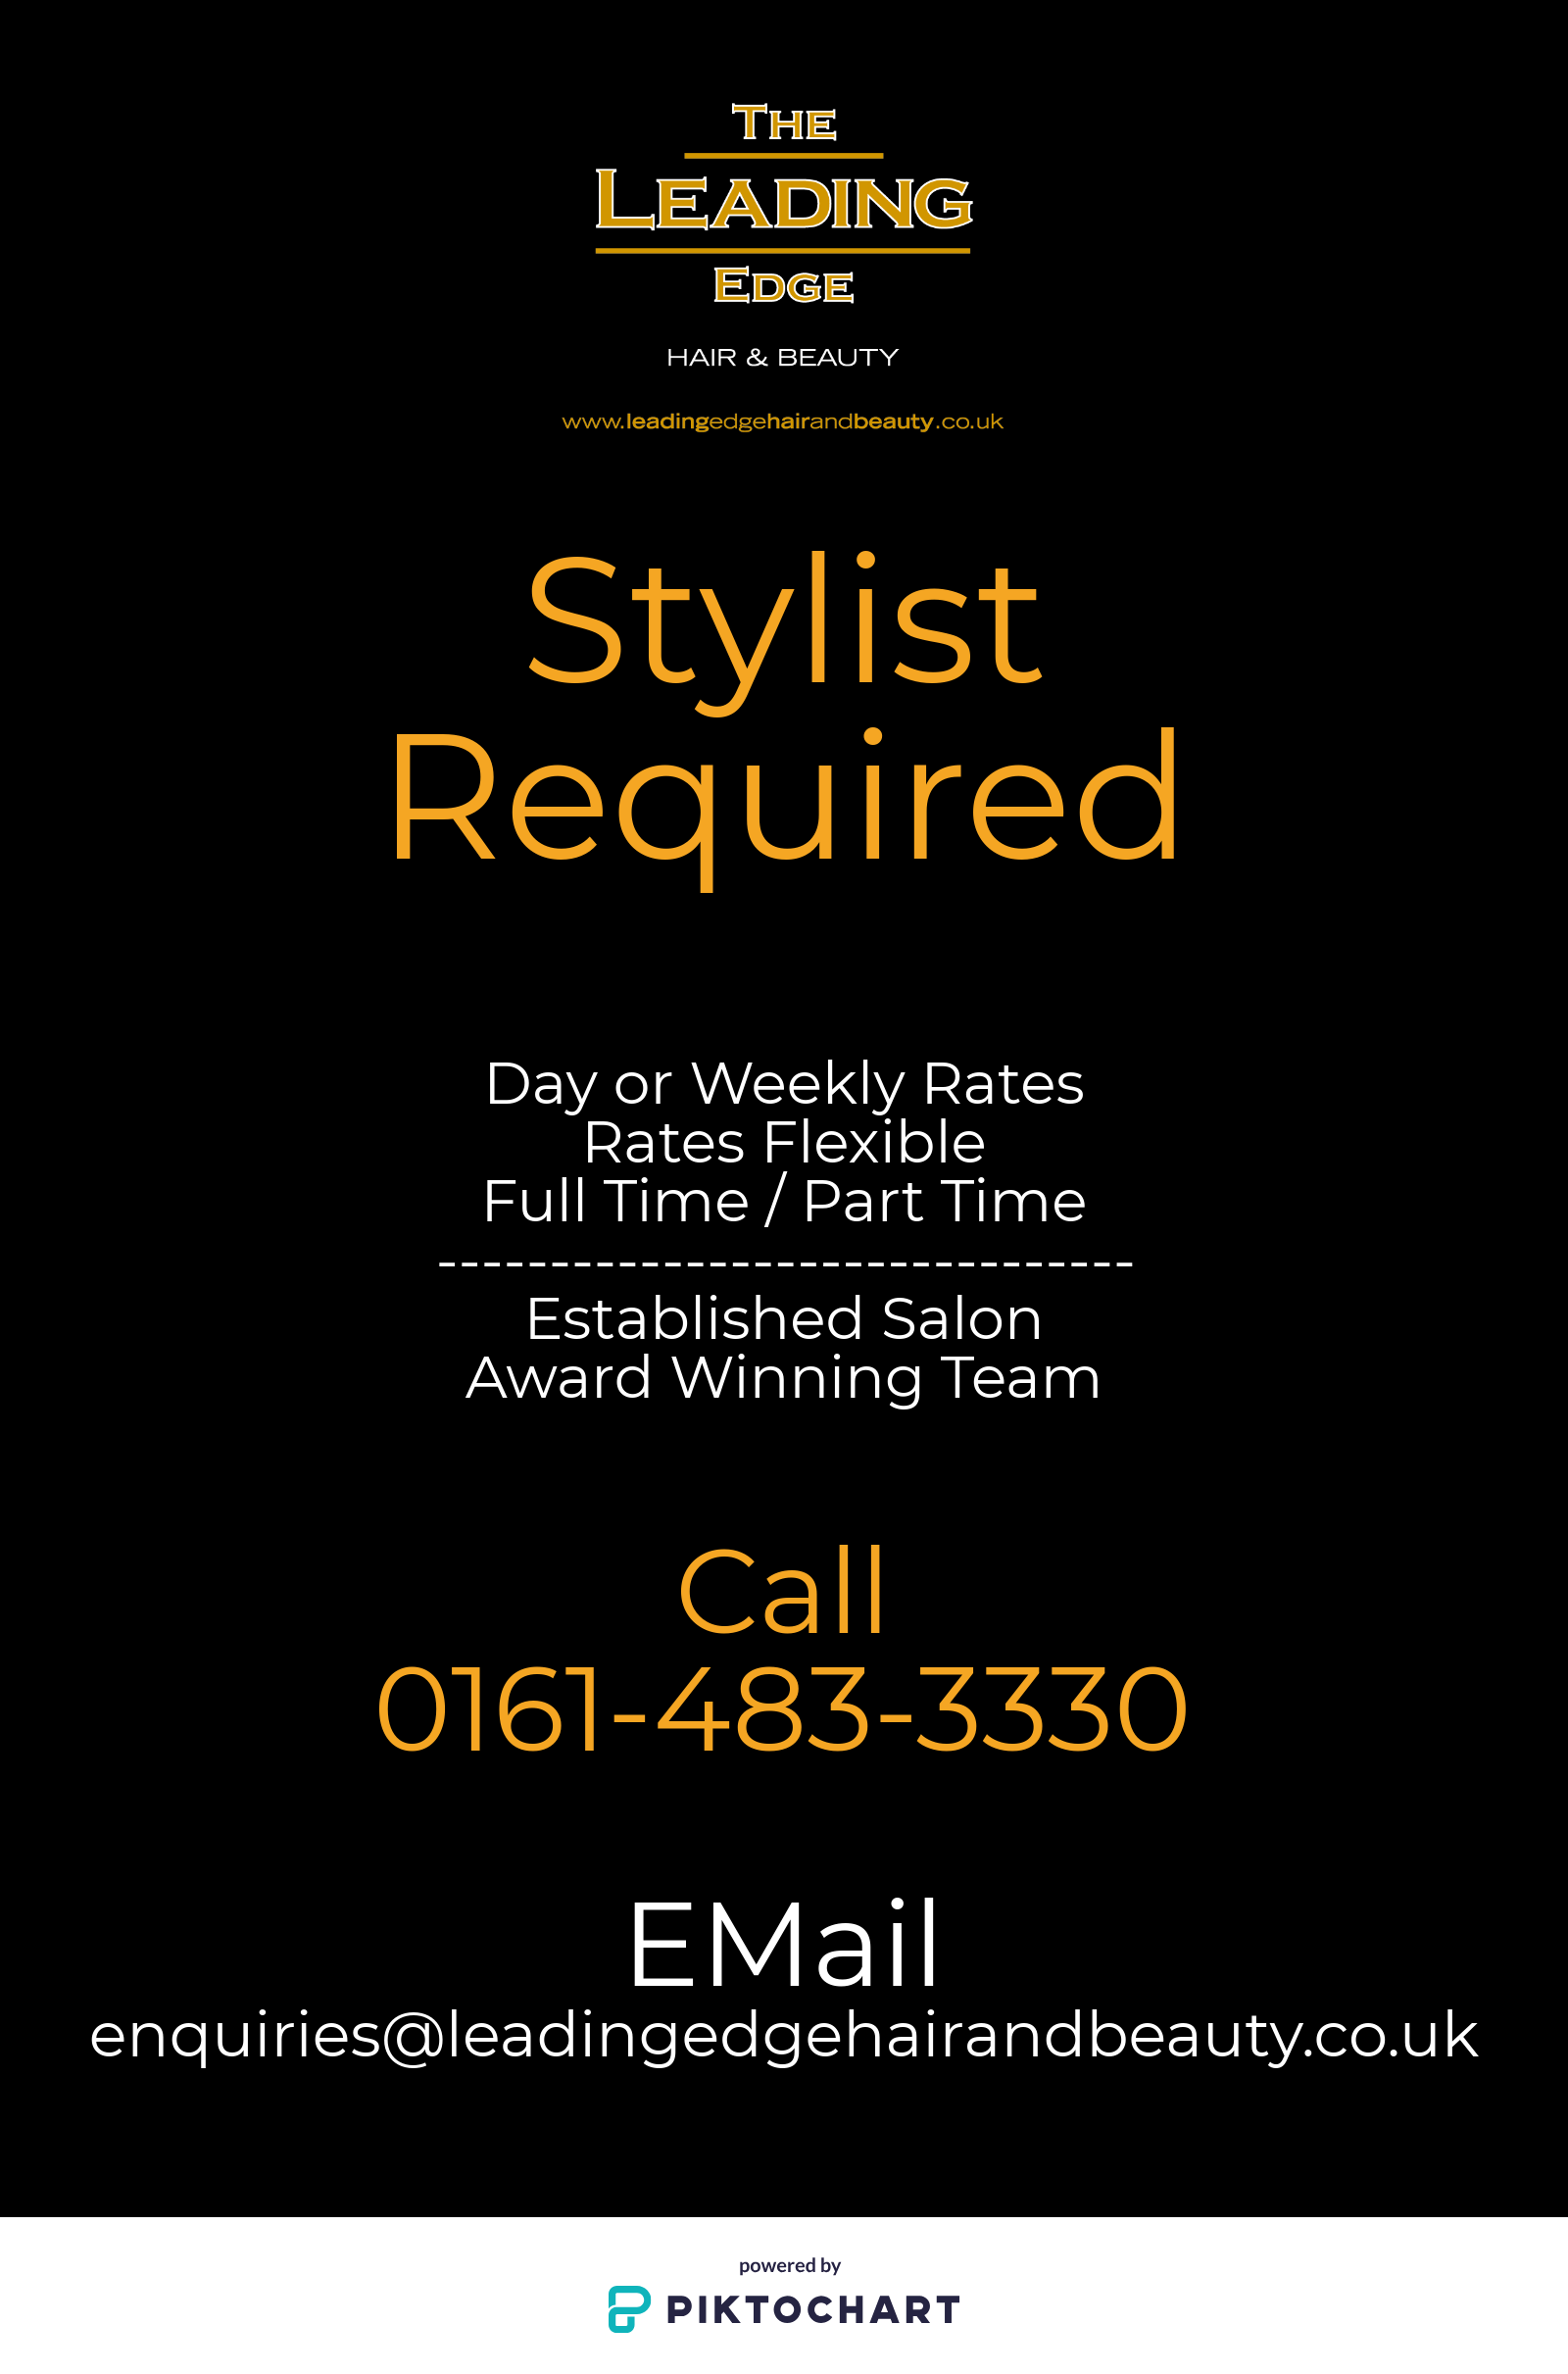 The
Leading
Edge
HAIR & BEAUTY
www.leadingedgehairandbeauty.co.uk
Stylist
Required
Day or Weekly Rates
Rates Flexible
Full Time / Part Time
-------------------------------
Established Salon
Award Winning Team
Call
0161-483-3330
EMail
enquiries@leadingedgehairandbeauty.co.uk
powered by
PIKTOCHART